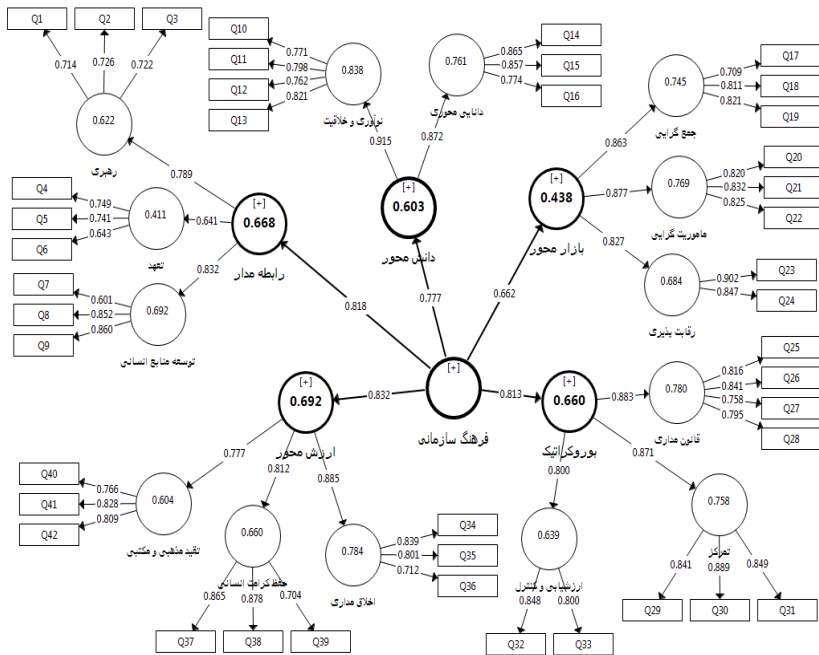 Q1
Q2
Q3
0.714
0.726
0.722
0.622
رهبری
0.789
Q4
Q5
Q6
0.749
0.741
0.643
0.411
تعهد
0.641
Q7
Q8
Q9
0.601
0.852
0.860
0.692
توسعه منابع انسانی
0.832
[+]
0.668
رابطه مدار
0.818
Q10
Q11
Q12
Q13
0.771
0.798
0.762
0.821
0.838
نوآوری و خلاقیت
0.915
Q14
Q15
Q16
0.865
0.857
0.774
0.761
دانایی محوری
0.872
[+]
0.603
دانش محور
0.777
Q17
Q18
Q19
0.709
0.811
0.821
0.745
جمع گرایی
0.863
Q20
Q21
Q22
0.820
0.832
0.825
0.769
ماموریت گرایی
0.877
Q23
Q24
0.902
0.847
0.684
رقابت پذیری
0.827
[+]
0.438
بازار محور
0.662
[+]
فرهنگ سازمانی
0.813
[+]
0.660
بوروکراتیک
0.883
0.780
قانون مداری
0.816
0.841
0.758
0.795
Q25
Q26
Q27
Q28
0.871
0.758
تمرکز
0.841
0.889
0.849
Q29
Q30
Q31
0.800
0.639
ارزشیابی و کنترل
0.848
0.800
Q32
Q33
0.832
[+]
0.692
ارزش محور
0.885
0.784
اخلاق مداری
0.839
0.801
0.712
Q34
Q35
Q36
0.812
0.660
حفظ کرامت انسانی
0.865
0.878
0.704
Q37
Q38
Q39
0.777
0.604
تقید مذهبی و مکتبی
0.766
0.828
0.809
Q40
Q41
Q42